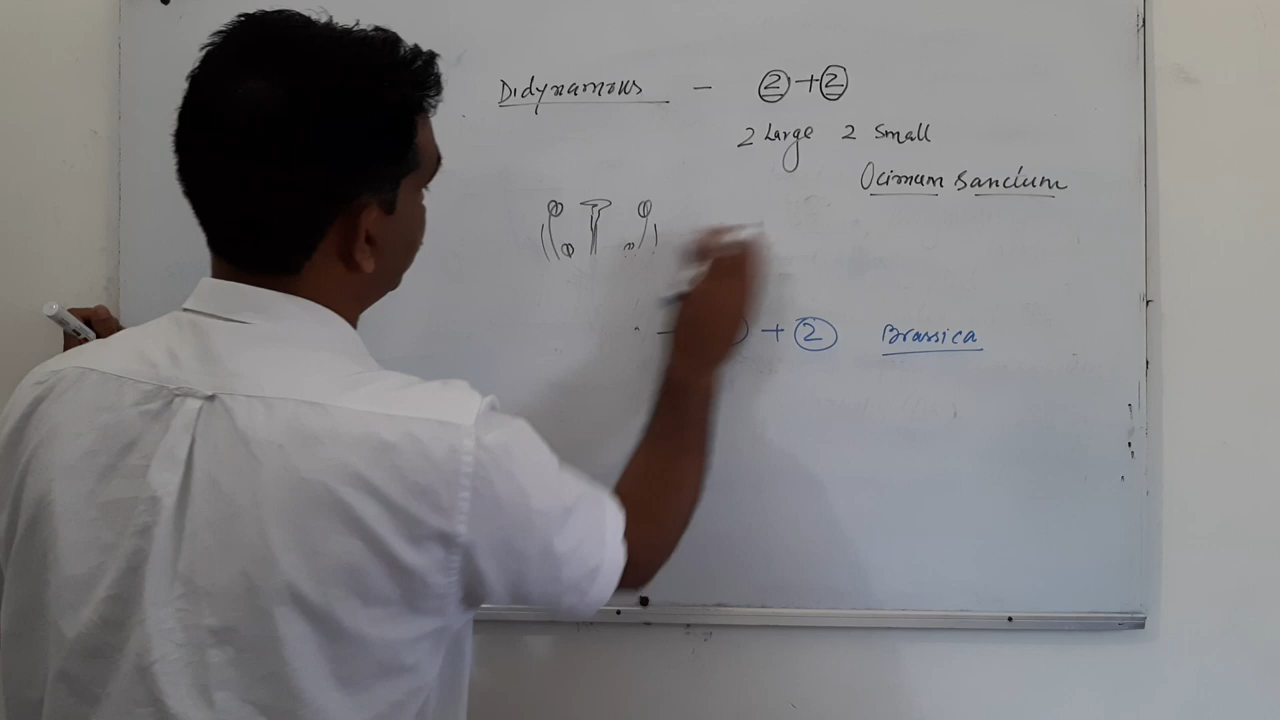 Didynamous - 2+2
2 Large 2 Small
Ocimum sanctum
+ 2 Brassica